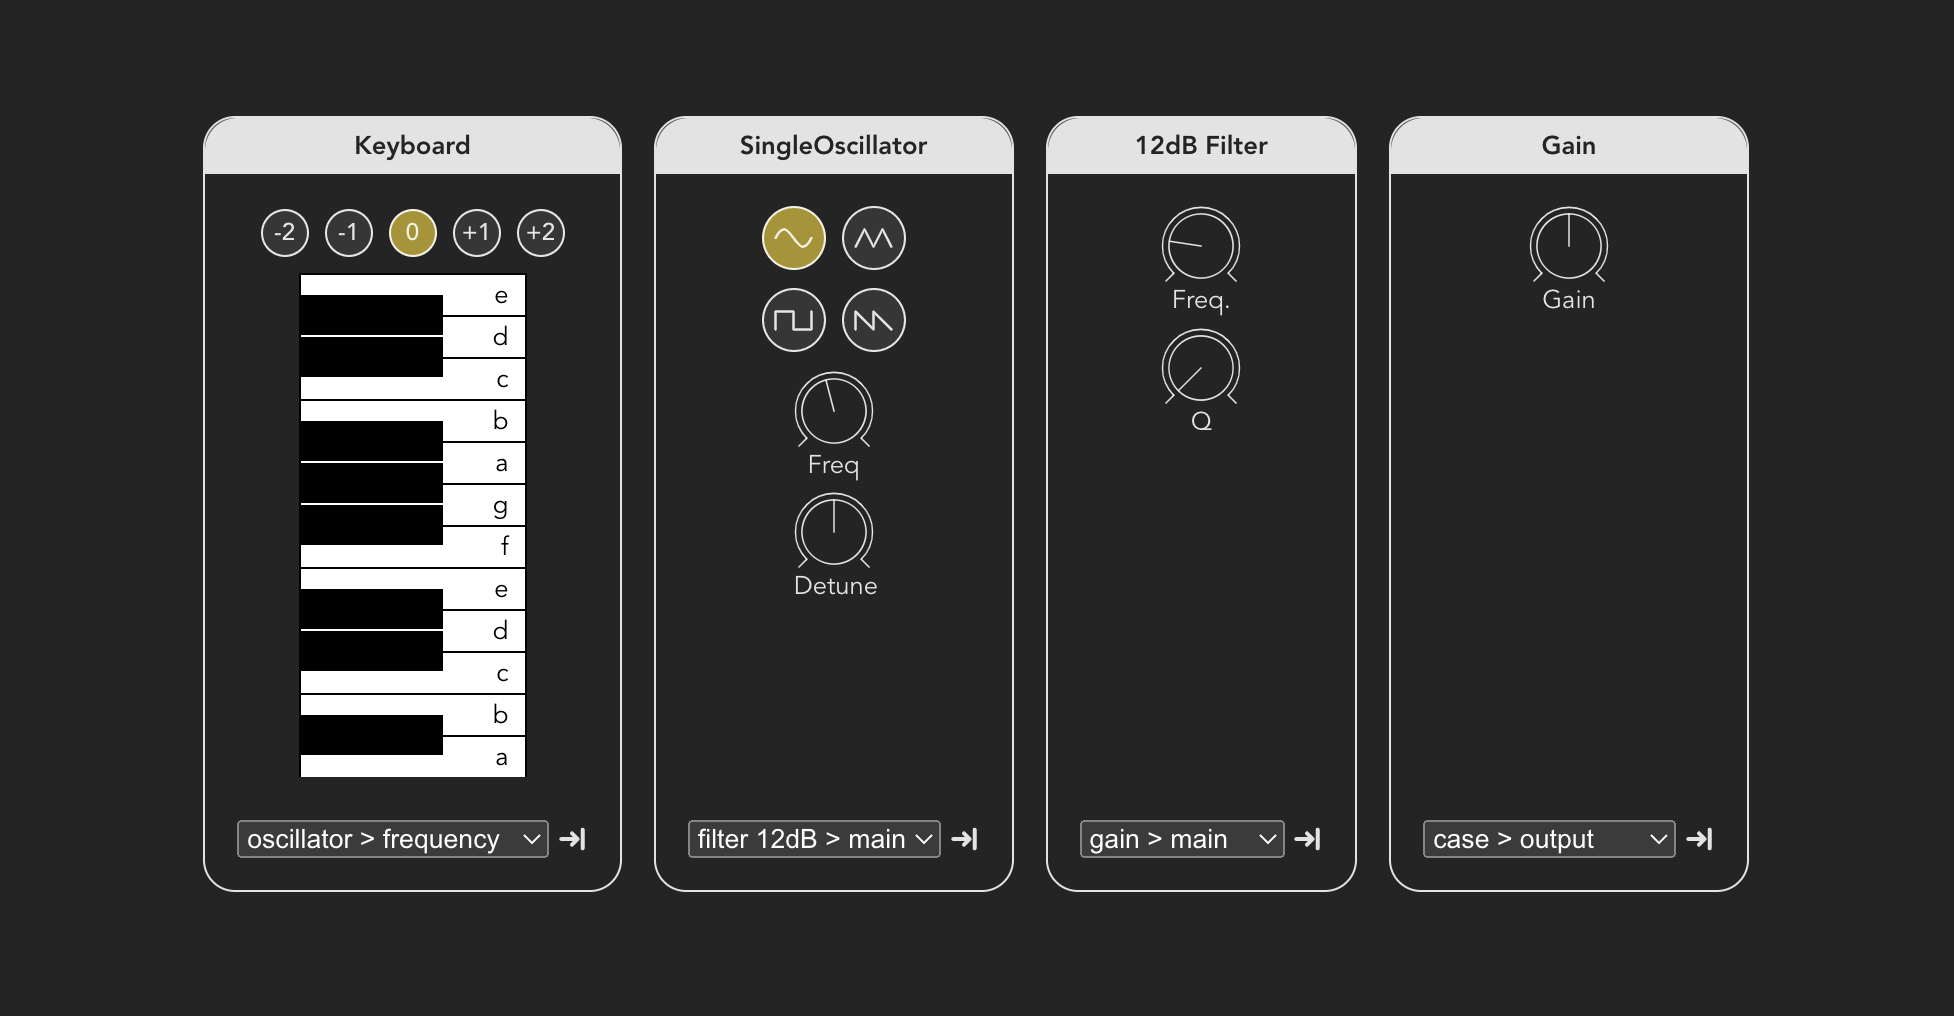 Keyboard
-2 -1 0 +1 +2
e
d
c
b
a
g
f
e
d
c
b
a
oscillator > frequency
SingleOscillator
Freq
Detune
filter 12dB > main
12dB Filter
Freq.
Q
gain > main
Gain
Gain
case > output